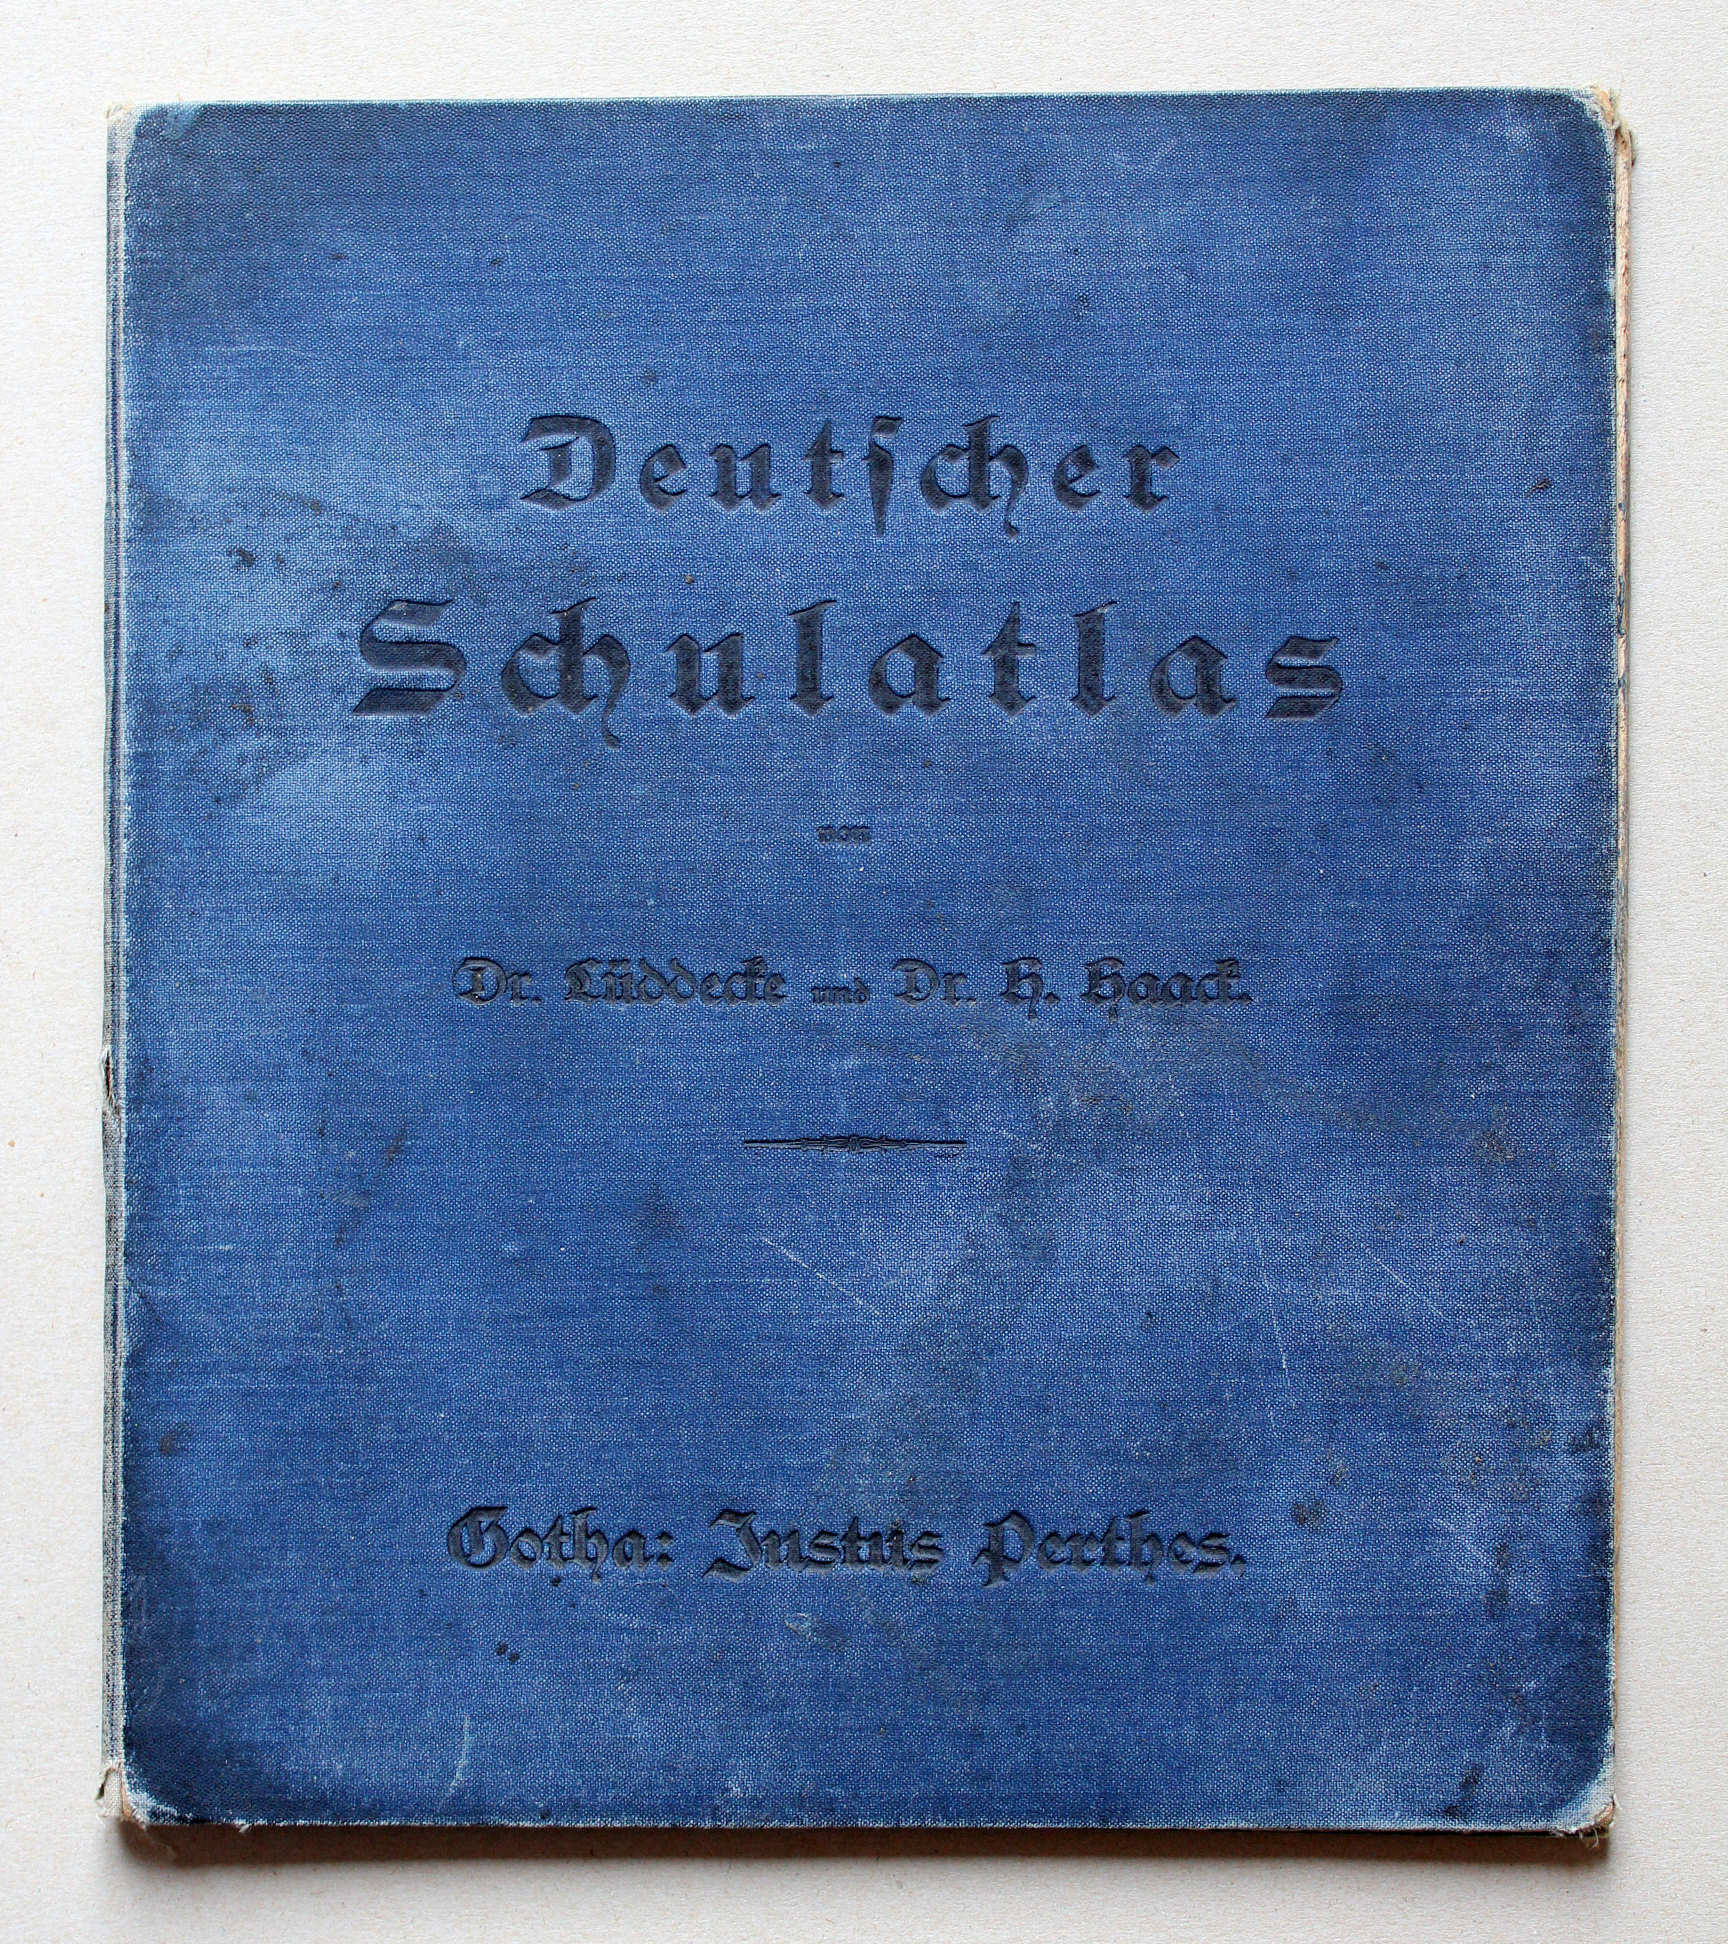 Deutſcher
Schulatlas
von
Dr. Lüddecke und Dr. H. Haack.
Gotha: Justus Perthes.